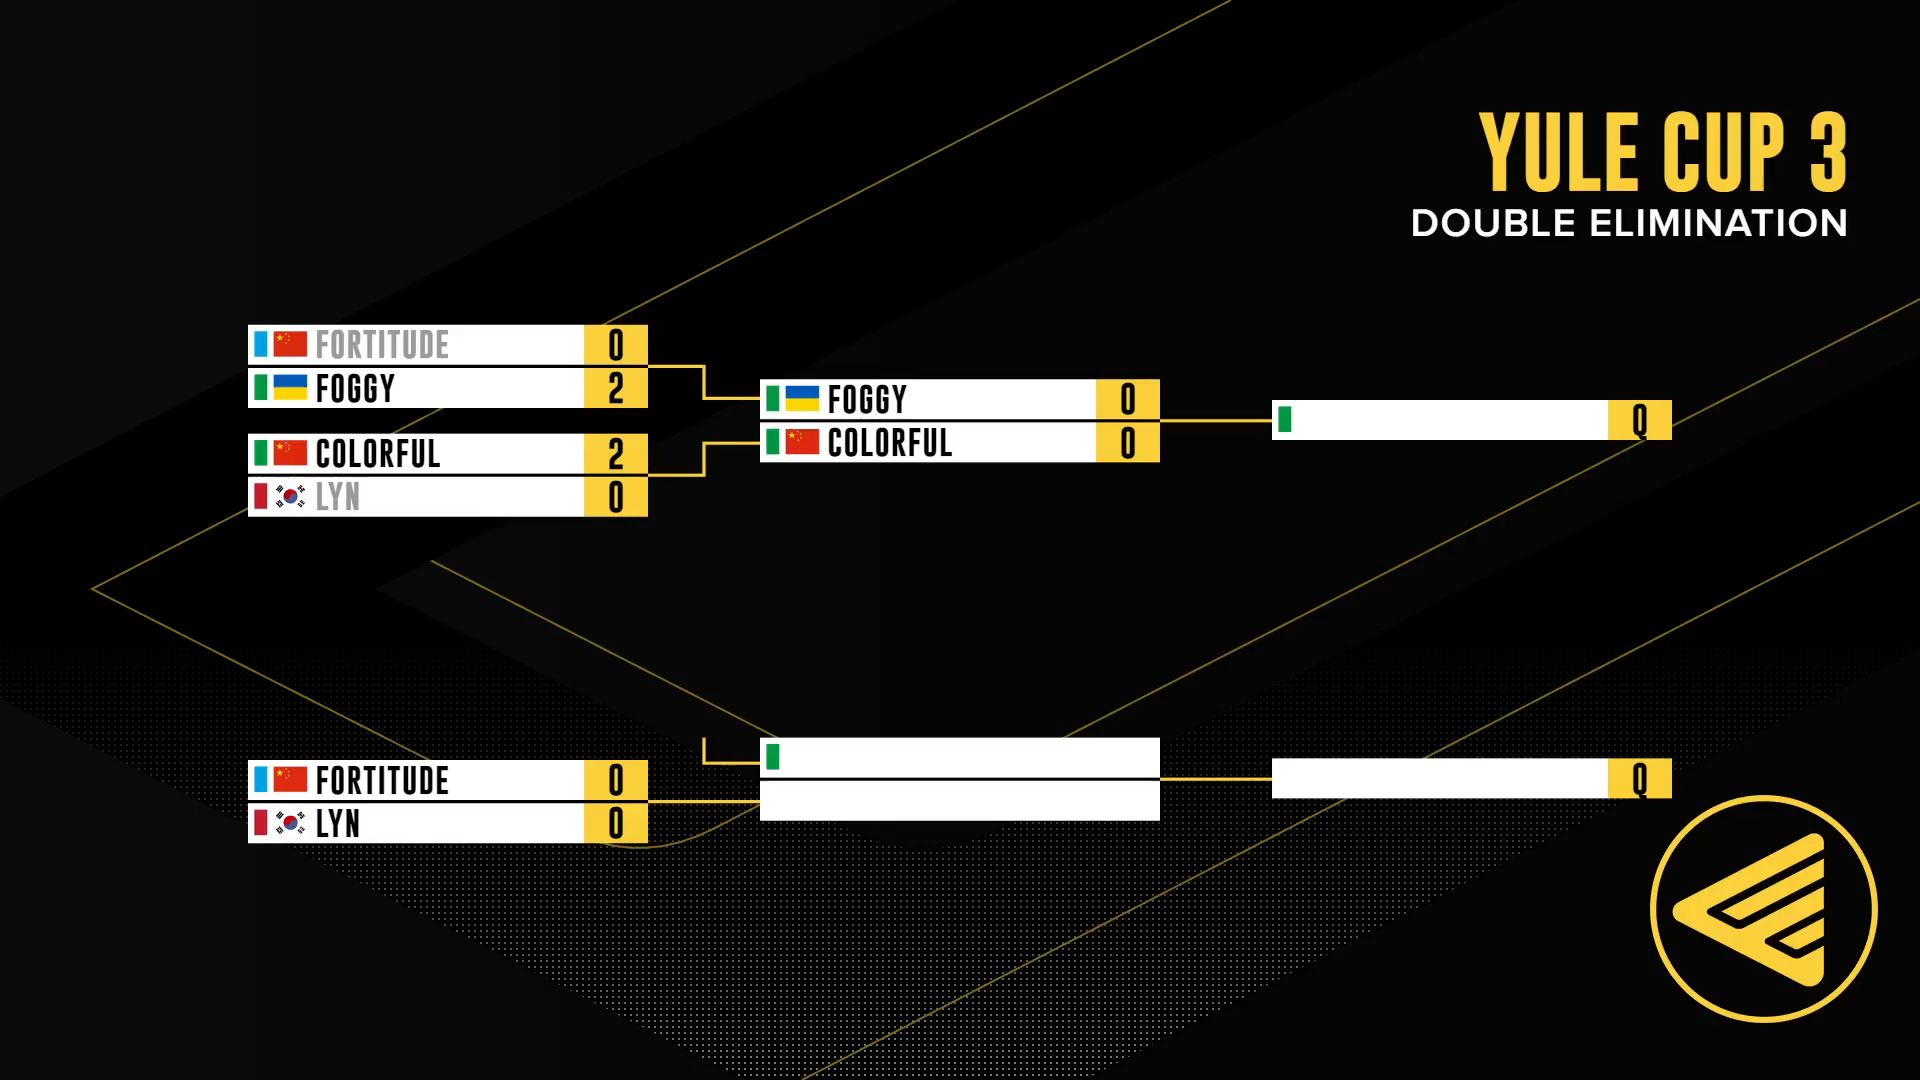 YULE CUP 3
DOUBLE ELIMINATION
FORTITUDE 0
FOGGY 2
COLORFUL 2
LYN 0
FOGGY 0
COLORFUL 0
Q
FORTITUDE 0
LYN 0
Q